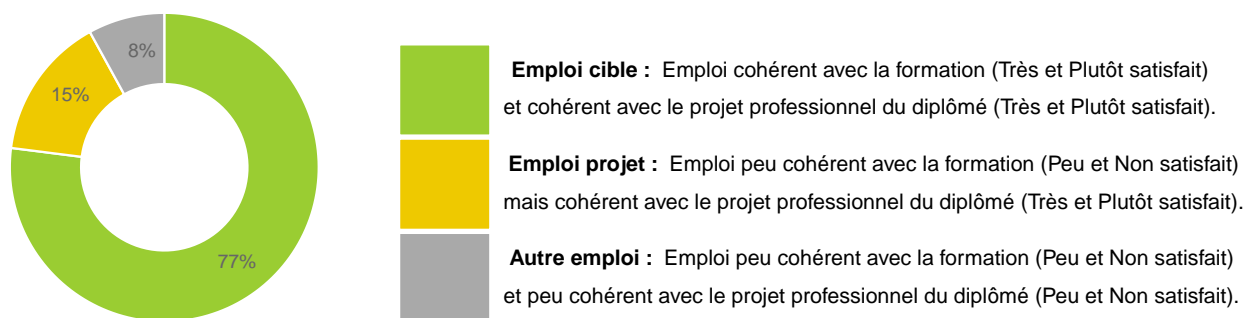 8%
15%
77%
Emploi cible : Emploi cohérent avec la formation (Très et Plutôt satisfait)
et cohérent avec le projet professionnel du diplômé (Très et Plutôt satisfait).
Emploi projet : Emploi peu cohérent avec la formation (Peu et Non satisfait)
mais cohérent avec le projet professionnel du diplômé (Très et Plutôt satisfait).
Autre emploi : Emploi peu cohérent avec la formation (Peu et Non satisfait)
et peu cohérent avec le projet professionnel du diplômé (Peu et Non satisfait).